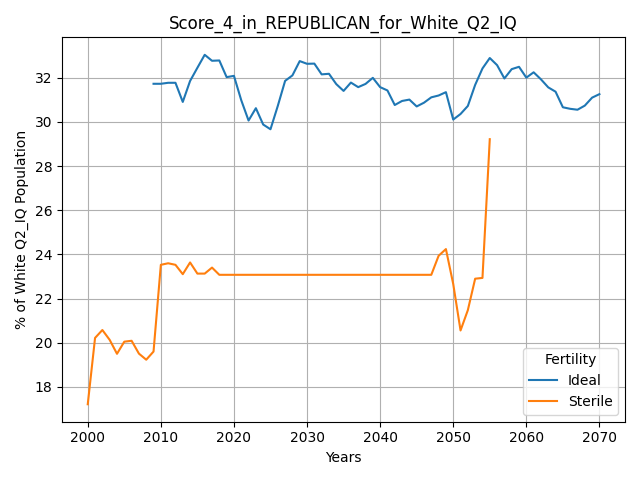 Score_4_in_REPUBLICAN_for_White_Q2_IQ
% of White Q2_IQ Population
32
30
28
26
24
22
20
18
Fertility
Ideal
Sterile
2000 2010 2020 2030 2040 2050 2060 2070
Years